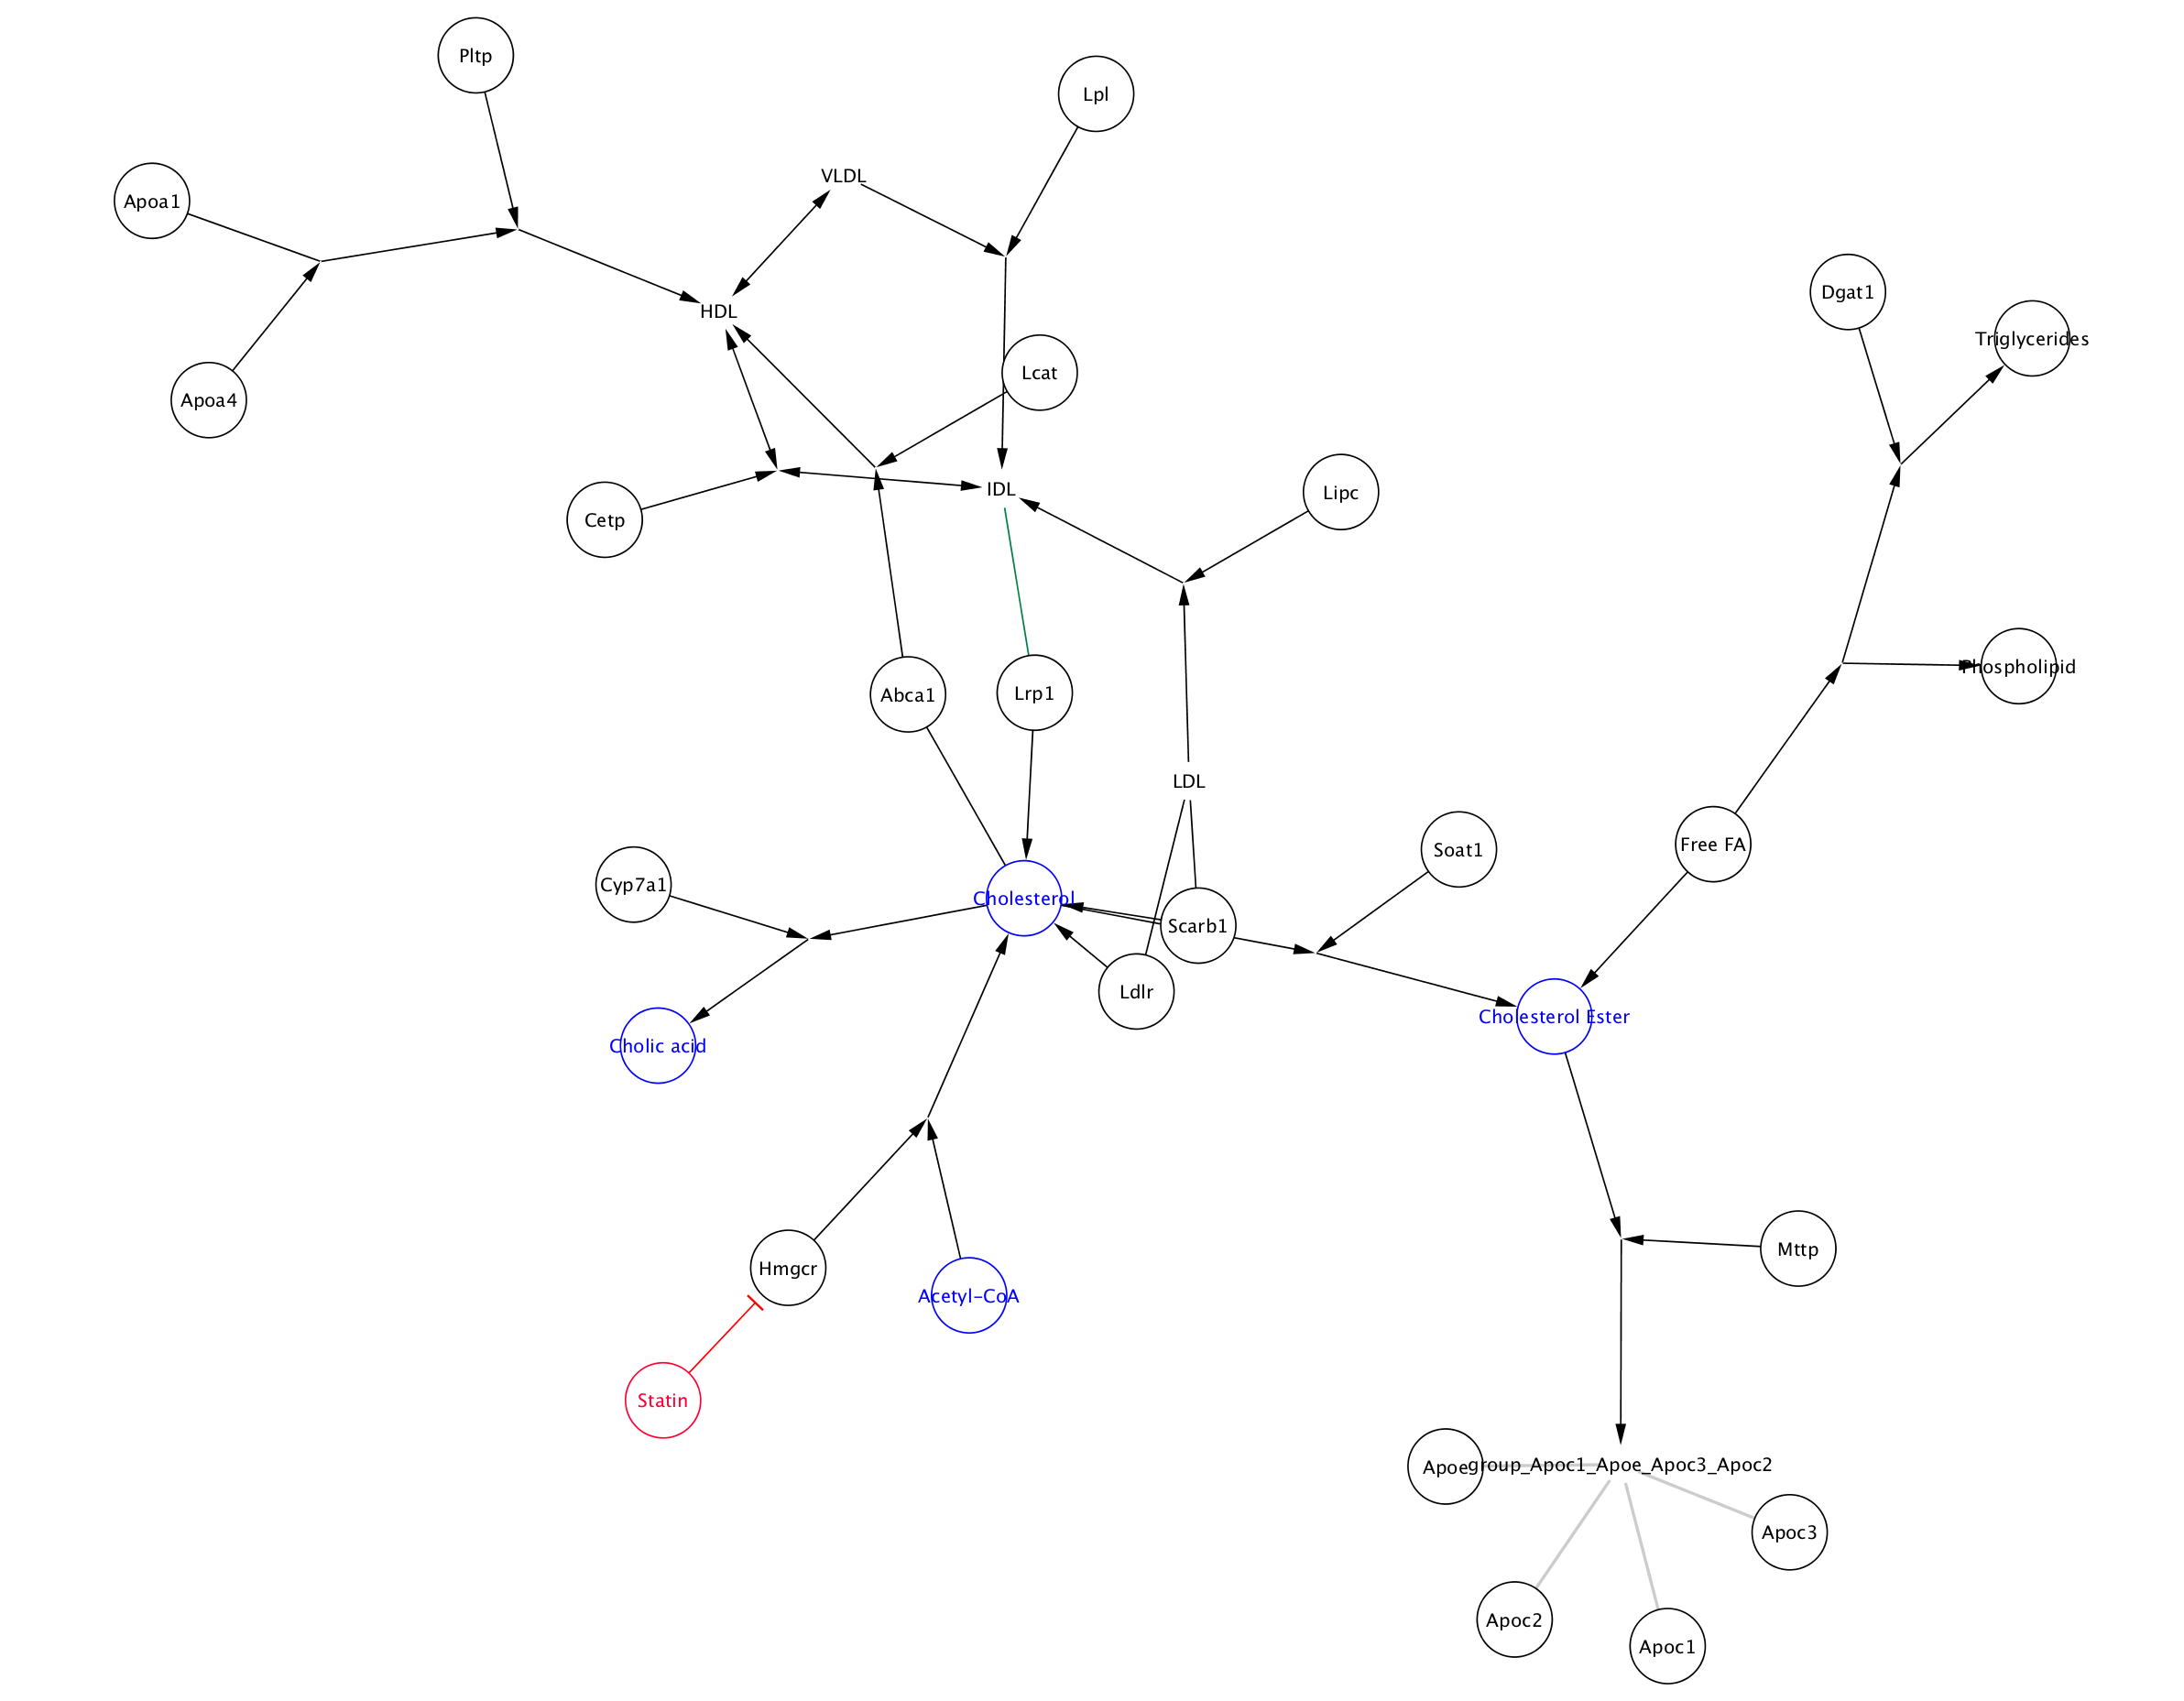 Pltp
Lpl
VLDL
Apoa1
Dgat1
HDL
Triglycerides
Lcat
Apoa4
IDL
Lipc
Cetp
Phospholipid
Lrp1
Abca1
LDL
Free FA
Soat1
Cyp7a1
Cholesterol
Scarb1
Ldlr
Cholesterol Ester
Cholic acid
Mttp
Hmgcr
Acetyl-CoA
Statin
Apoe
group_Apoc1_Apoe_Apoc3_Apoc2
Apoc3
Apoc2
Apoc1